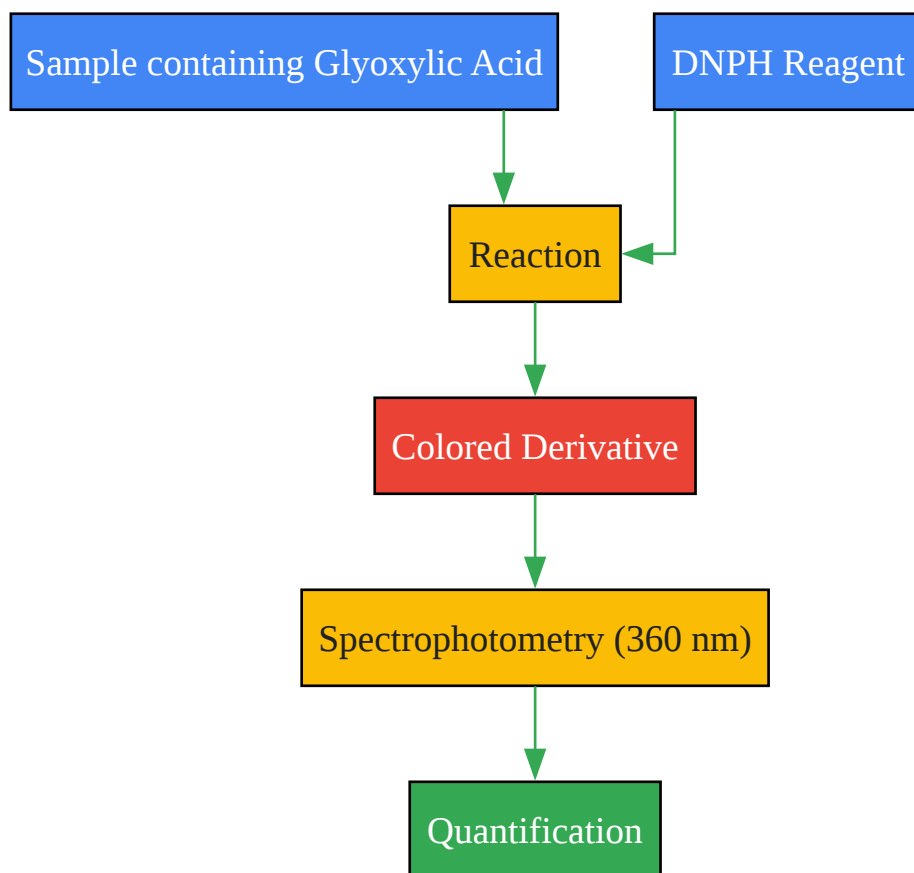 Sample containing Glyoxylic Acid
DNPH Reagent
Reaction
Colored Derivative
Spectrophotometry (360 nm)
Quantification